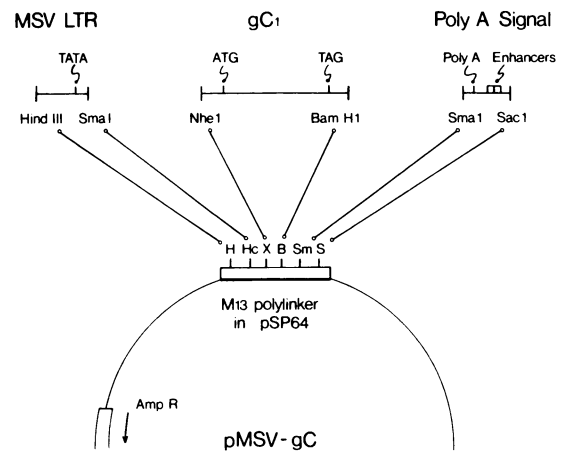 MSV LTR gC1 Poly A Signal
TATA ATG TAG Poly A Enhancers
Hind III Sma I Nhe1 Bam H1 Sma1 Sac1
H Hc X B Sm S
M13 polylinker
in pSP64
Amp R
pMSV-gC